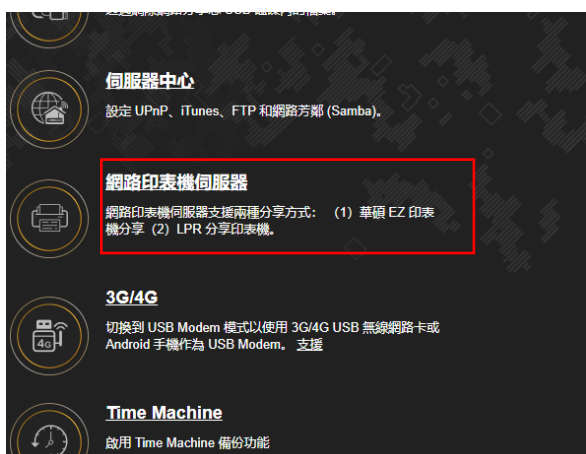 伺服器中心
設定 UPnP、iTunes、FTP 和網路芳鄰 (Samba)。
網路印表機伺服器
網路印表機伺服器支援兩種分享方式： （1）華碩 EZ 印表
機分享（2）LPR 分享印表機。
3G/4G
切換到 USB Modem 模式以使用 3G/4G USB 無線網路卡或
4G
Android 手機作為 USB Modem。 支援
Time Machine
啟用 Time Machine 備份功能